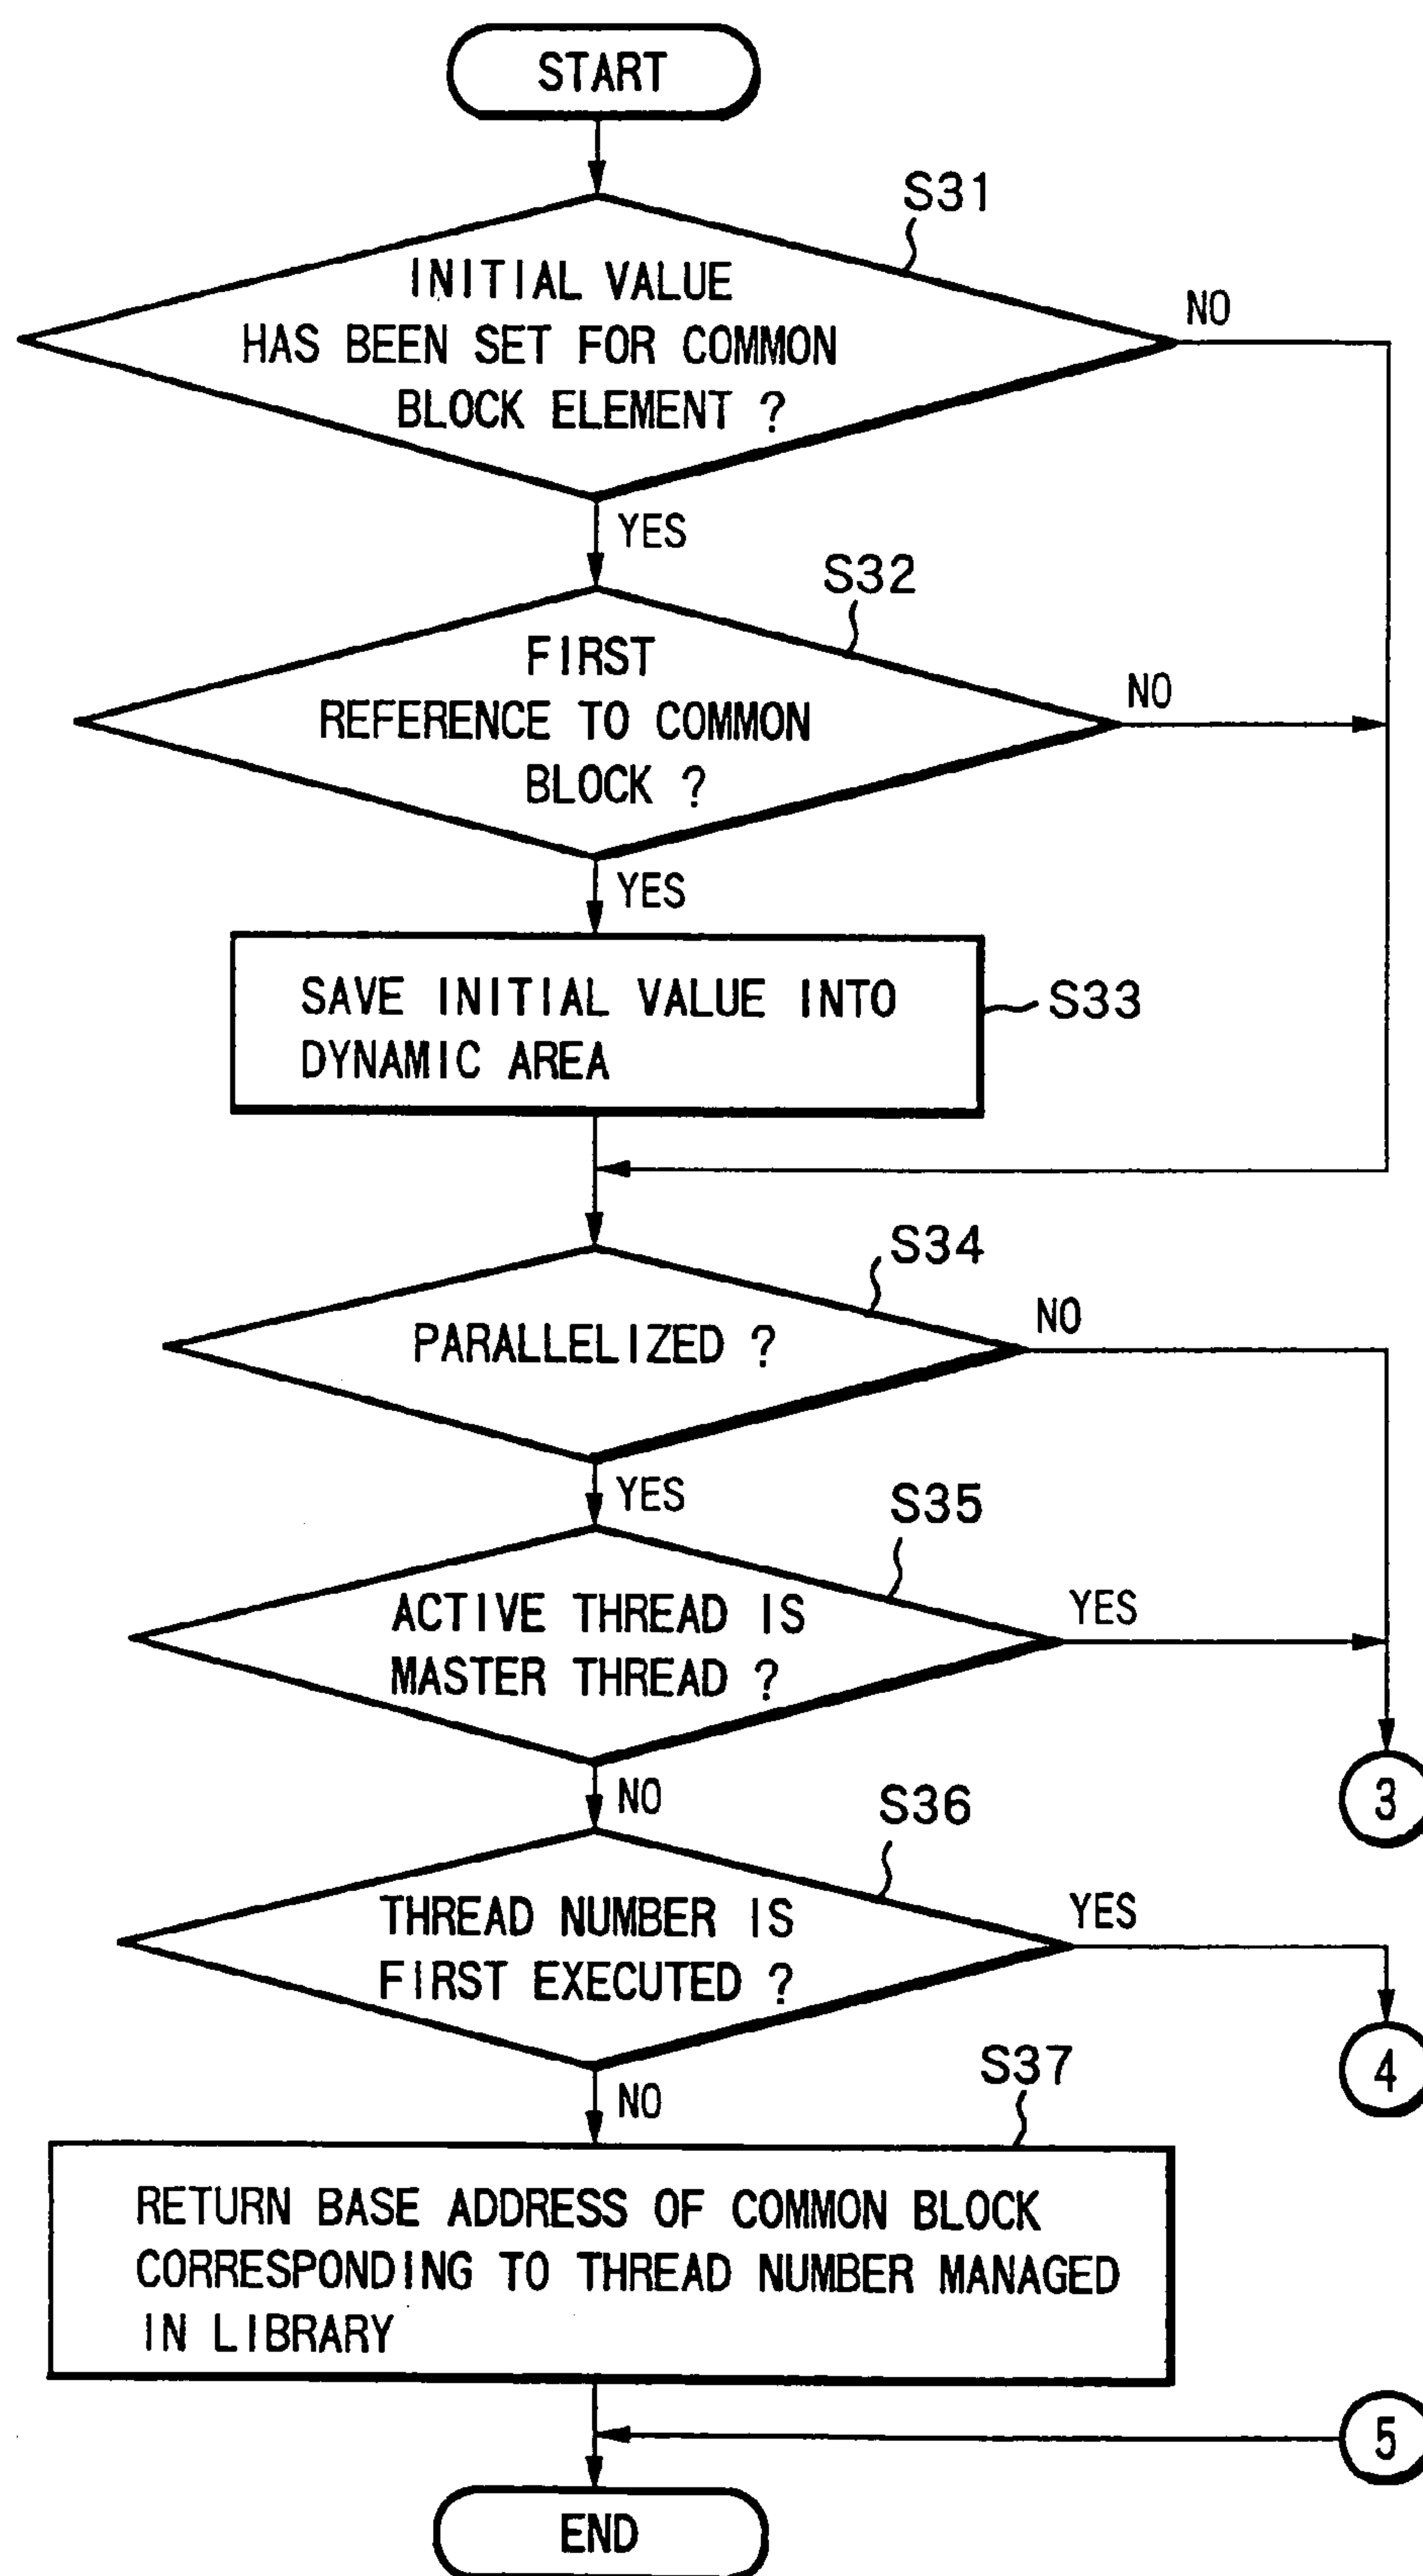 START
S31
INITIAL VALUE
HAS BEEN SET FOR COMMON
BLOCK ELEMENT ?
NO
YES
S32
FIRST
REFERENCE TO COMMON
BLOCK ?
NO
YES
SAVE INITIAL VALUE INTO
DYNAMIC AREA
S33
S34
PARALLELIZED ?
NO
YES
S35
ACTIVE THREAD IS
MASTER THREAD ?
YES
3
NO
S36
THREAD NUMBER IS
FIRST EXECUTED ?
YES
4
NO
S37
RETURN BASE ADDRESS OF COMMON BLOCK
CORRESPONDING TO THREAD NUMBER MANAGED
IN LIBRARY
5
END